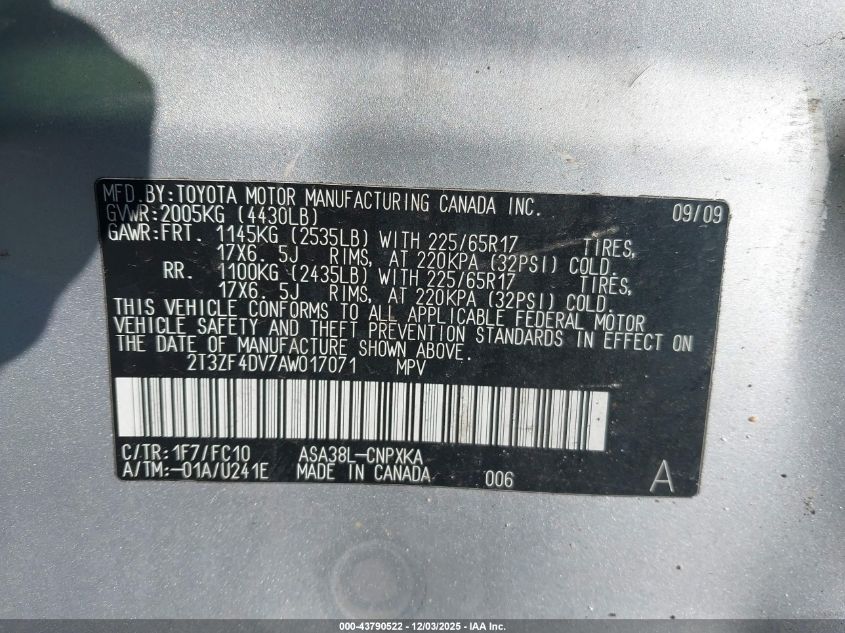 MFD.BY:TOYOTA MOTOR MANUFACTURING CANADA INC. 09/09
GVWR:2005KG (4430LB)
GAWR:FRT. 1145KG (2535LB) WITH 225/65R17 TIRES,
17X6.5J RIMS, AT 220KPA (32PSI) COLD.
RR. 1100KG (2435LB) WITH 225/65R17 TIRES,
17X6.5J RIMS, AT 220KPA (32PSI) COLD.
THIS VEHICLE CONFORMS TO ALL APPLICABLE FEDERAL MOTOR
VEHICLE SAFETY AND THEFT PREVENTION STANDARDS IN EFFECT ON
THE DATE OF MANUFACTURE SHOWN ABOVE.
2T3ZF4DV7AW017071 MPV
C/TR:1F7/FC10 ASA38L-CNPXKA
A/TM:-01A/U241E MADE IN CANADA 006 A
000-43790522 - 12/03/2025 - IAA Inc.